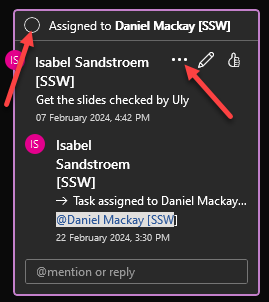 Assigned to Daniel Mackay [SSW]
IS
Isabel Sandstroem
[SSW]
Get the slides checked by Uly
07 February 2024, 4:42 PM
IS
Isabel
Sandstroem
[SSW]
→ Task assigned to Daniel Mackay...
@Daniel Mackay [SSW]
22 February 2024, 3:30 PM
@mention or reply